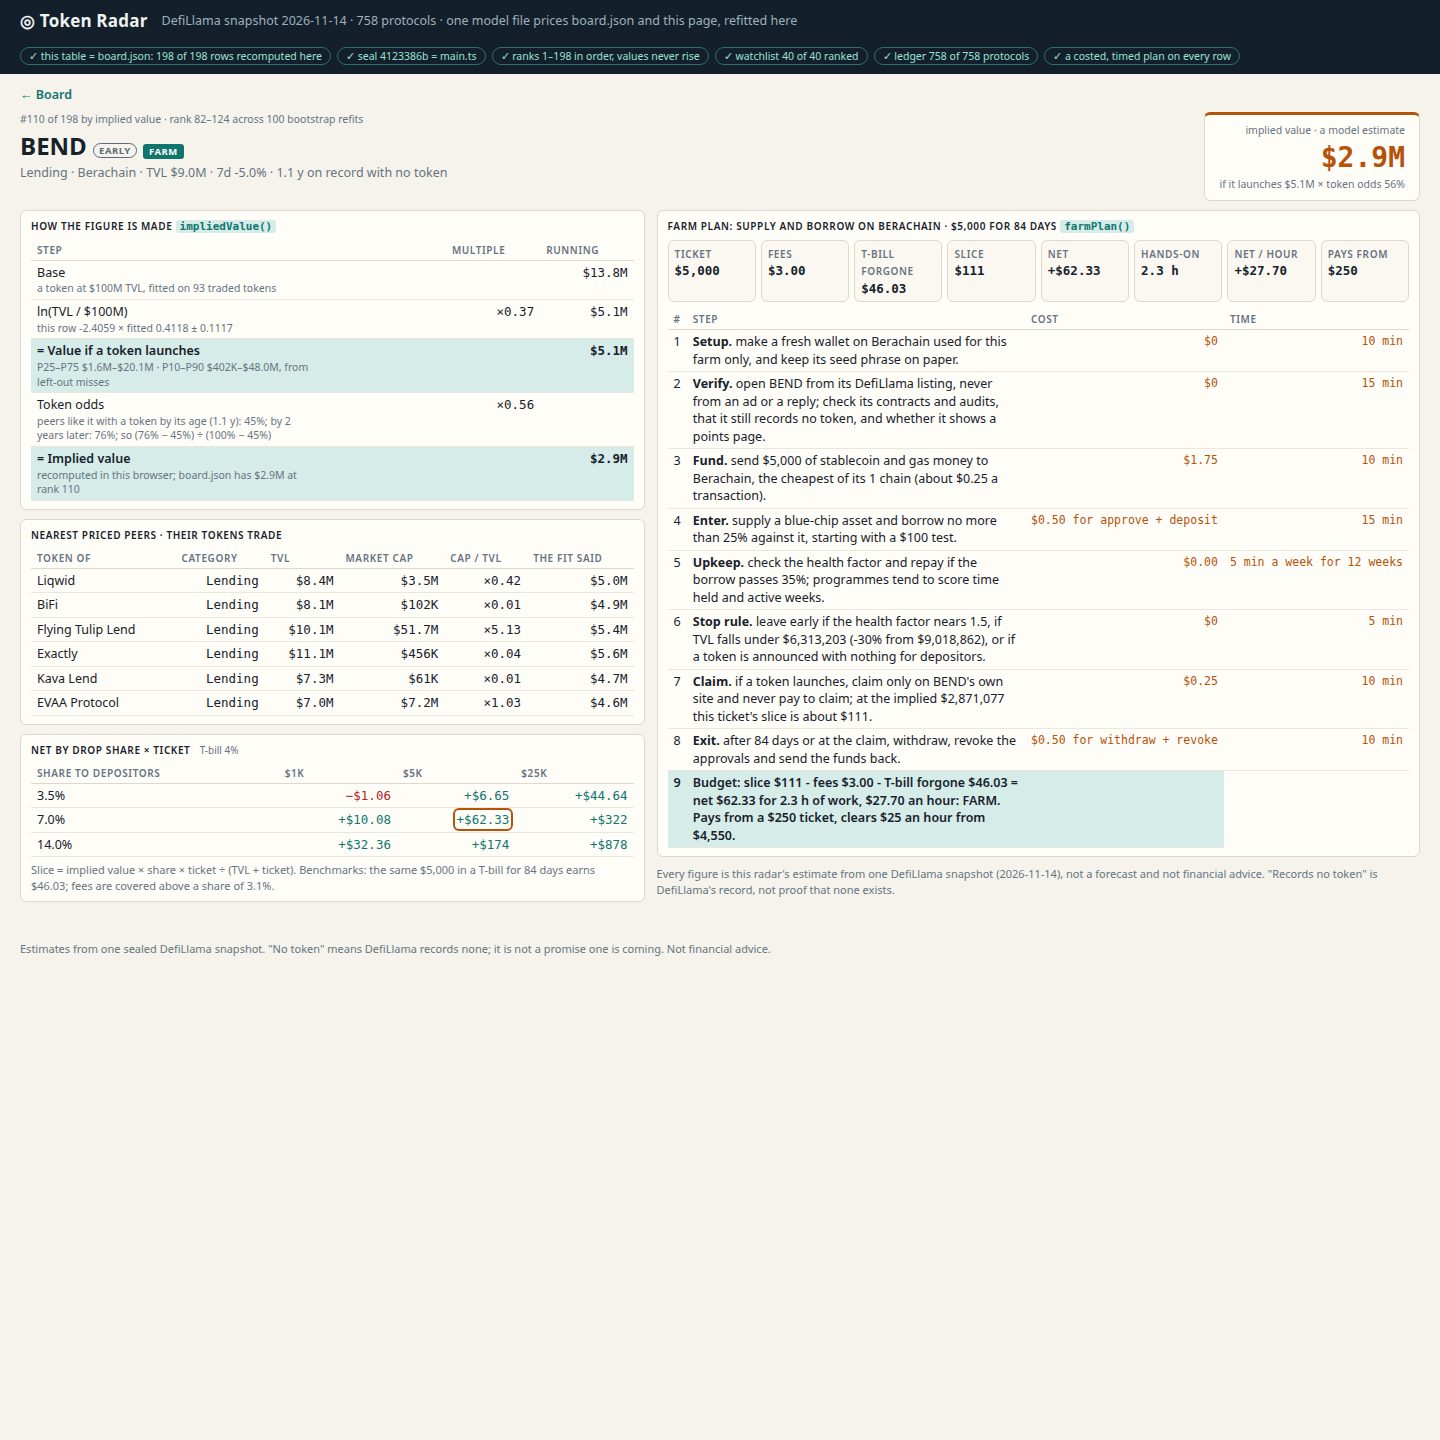 ◎ Token Radar DefiLlama snapshot 2026-11-14 · 758 protocols · one model file prices board.json and this page, refitted here
✓ this table = board.json: 198 of 198 rows recomputed here ✓ seal 4123386b = main.ts ✓ ranks 1–198 in order, values never rise ✓ watchlist 40 of 40 ranked ✓ ledger 758 of 758 protocols ✓ a costed, timed plan on every row
← Board
#110 of 198 by implied value · rank 82–124 across 100 bootstrap refits
BEND EARLY FARM
Lending · Berachain · TVL $9.0M · 7d -5.0% · 1.1 y on record with no token
implied value · a model estimate
$2.9M
if it launches $5.1M × token odds 56%
HOW THE FIGURE IS MADE impliedValue()
STEP MULTIPLE RUNNING
Base $13.8M
a token at $100M TVL, fitted on 93 traded tokens
ln(TVL / $100M) ×0.37 $5.1M
this row -2.4059 × fitted 0.4118 ± 0.1117
= Value if a token launches $5.1M
P25–P75 $1.6M–$20.1M · P10–P90 $402K–$48.0M, from
left-out misses
Token odds ×0.56
peers like it with a token by its age (1.1 y): 45%; by 2
years later: 76%; so (76% − 45%) ÷ (100% − 45%)
= Implied value $2.9M
recomputed in this browser; board.json has $2.9M at
rank 110
NEAREST PRICED PEERS · THEIR TOKENS TRADE
TOKEN OF CATEGORY TVL MARKET CAP CAP / TVL THE FIT SAID
Liqwid Lending $8.4M $3.5M ×0.42 $5.0M
BiFi Lending $8.1M $102K ×0.01 $4.9M
Flying Tulip Lend Lending $10.1M $51.7M ×5.13 $5.4M
Exactly Lending $11.1M $456K ×0.04 $5.6M
Kava Lend Lending $7.3M $61K ×0.01 $4.7M
EVAA Protocol Lending $7.0M $7.2M ×1.03 $4.6M
NET BY DROP SHARE × TICKET T-bill 4%
SHARE TO DEPOSITORS $1K $5K $25K
3.5% −$1.06 +$6.65 +$44.64
7.0% +$10.08 +$62.33 +$322
14.0% +$32.36 +$174 +$878
Slice = implied value × share × ticket ÷ (TVL + ticket). Benchmarks: the same $5,000 in a T-bill for 84 days earns
$46.03; fees are covered above a share of 3.1%.
FARM PLAN: SUPPLY AND BORROW ON BERACHAIN · $5,000 FOR 84 DAYS farmPlan()
TICKET FEES T-BILL SLICE NET HANDS-ON NET / HOUR PAYS FROM
$5,000 $3.00 FORGONE $111 +$62.33 2.3 h +$27.70 $250
$46.03
# STEP COST TIME
1 Setup. make a fresh wallet on Berachain used for this $0 10 min
farm only, and keep its seed phrase on paper.
2 Verify. open BEND from its DefiLlama listing, never $0 15 min
from an ad or a reply; check its contracts and audits,
that it still records no token, and whether it shows a
points page.
3 Fund. send $5,000 of stablecoin and gas money to $1.75 10 min
Berachain, the cheapest of its 1 chain (about $0.25 a
transaction).
4 Enter. supply a blue-chip asset and borrow no more $0.50 for approve + deposit 15 min
than 25% against it, starting with a $100 test.
5 Upkeep. check the health factor and repay if the $0.00 5 min a week for 12 weeks
borrow passes 35%; programmes tend to score time
held and active weeks.
6 Stop rule. leave early if the health factor nears 1.5, if $0 5 min
TVL falls under $6,313,203 (-30% from $9,018,862), or if
a token is announced with nothing for depositors.
7 Claim. if a token launches, claim only on BEND's own $0.25 10 min
site and never pay to claim; at the implied $2,871,077
this ticket's slice is about $111.
8 Exit. after 84 days or at the claim, withdraw, revoke the $0.50 for withdraw + revoke 10 min
approvals and send the funds back.
9 Budget: slice $111 - fees $3.00 - T-bill forgone $46.03 =
net $62.33 for 2.3 h of work, $27.70 an hour: FARM.
Pays from a $250 ticket, clears $25 an hour from
$4,550.
Every figure is this radar's estimate from one DefiLlama snapshot (2026-11-14), not a forecast and not financial advice. "Records no token" is
DefiLlama's record, not proof that none exists.
Estimates from one sealed DefiLlama snapshot. "No token" means DefiLlama records none; it is not a promise one is coming. Not financial advice.